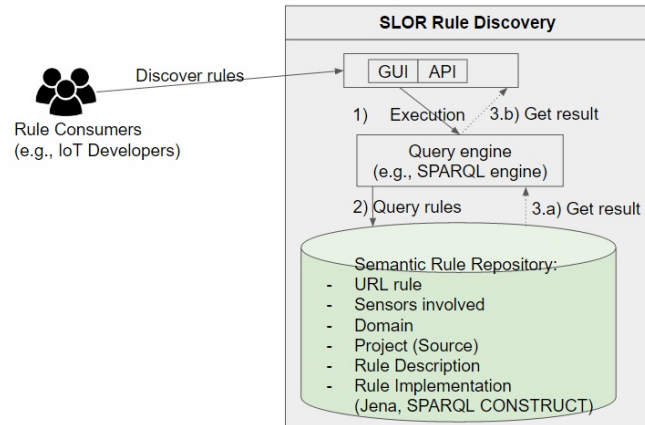 SLOR Rule Discovery
GUI API
Discover rules
Rule Consumers
(e.g., IoT Developers)
1) Execution
3.b) Get result
Query engine
(e.g., SPARQL engine)
2) Query rules
3.a) Get result
Semantic Rule Repository:
- URL rule
- Sensors involved
- Domain
- Project (Source)
- Rule Description
- Rule Implementation
(Jena, SPARQL CONSTRUCT)